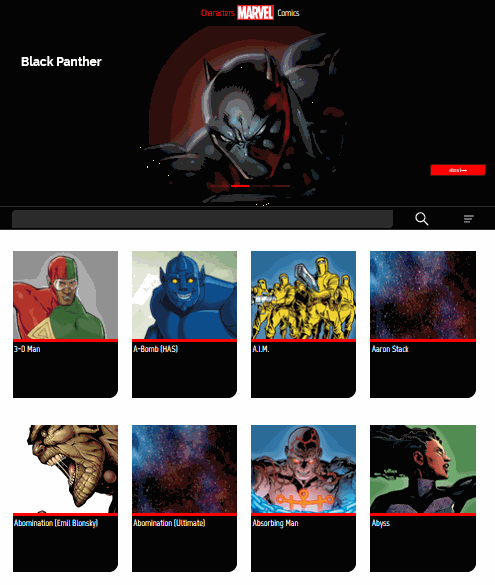 Characters MARVEL Comics
Black Panther
about
3-D Man
A-Bomb (HAS)
A.I.M.
Aaron Stack
Abomination (Emil Blonsky)
Abomination (Ultimate)
Absorbing Man
Abyss